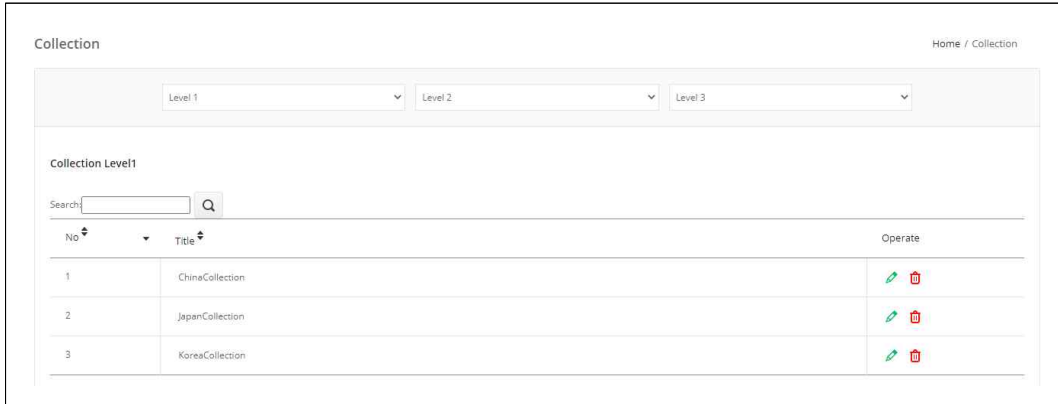 Collection
Home / Collection
Level 1 Level 2 Level 3
Collection Level1
Search:
No Title Operate
1 ChinaCollection
2 JapanCollection
3 KoreaCollection